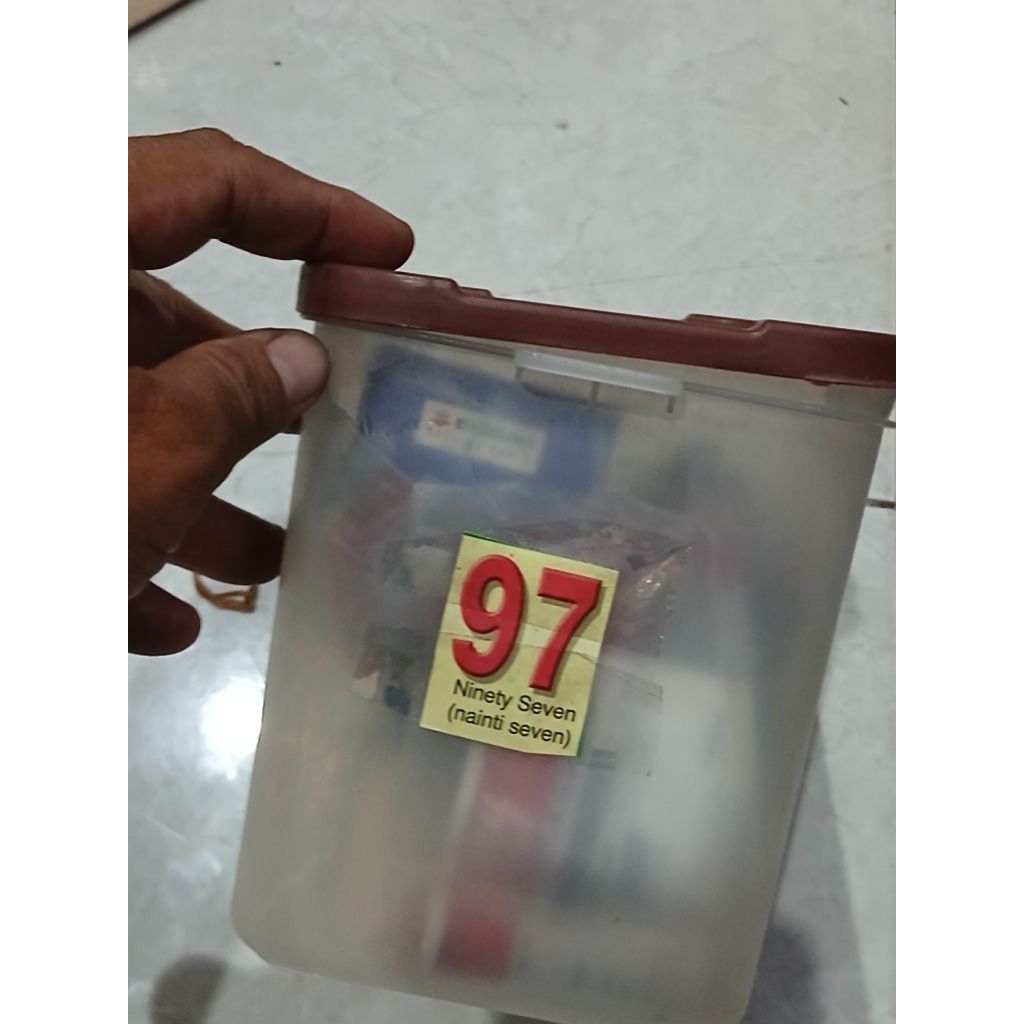 97
Ninety Seven
(nainti seven)